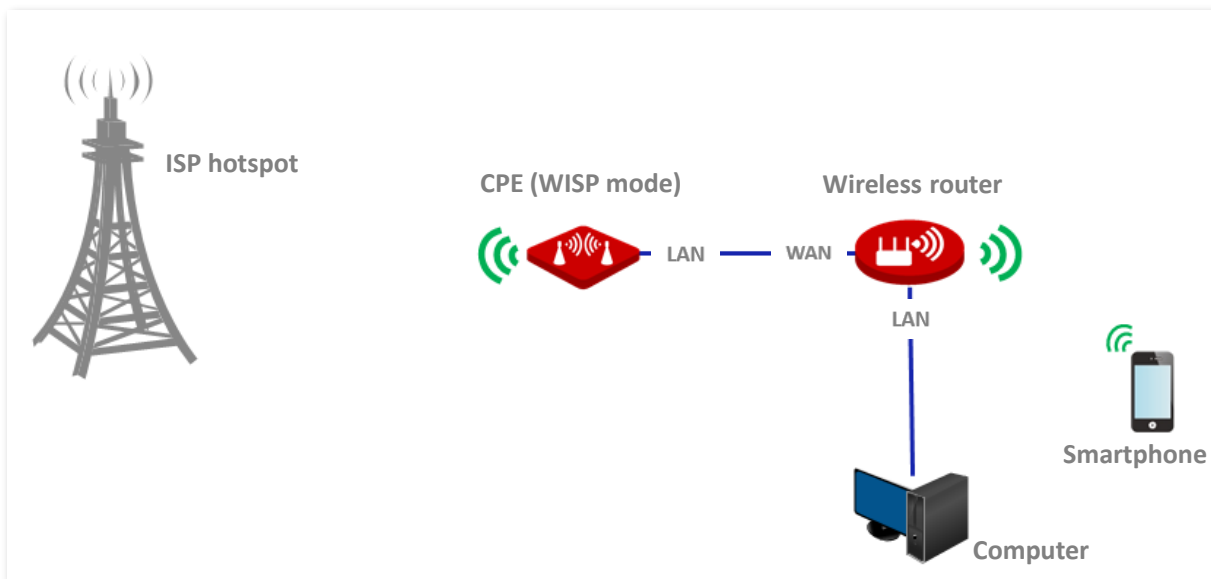 ISP hotspot
CPE (WISP mode)
Wireless router
LAN
WAN
LAN
Smartphone
Computer